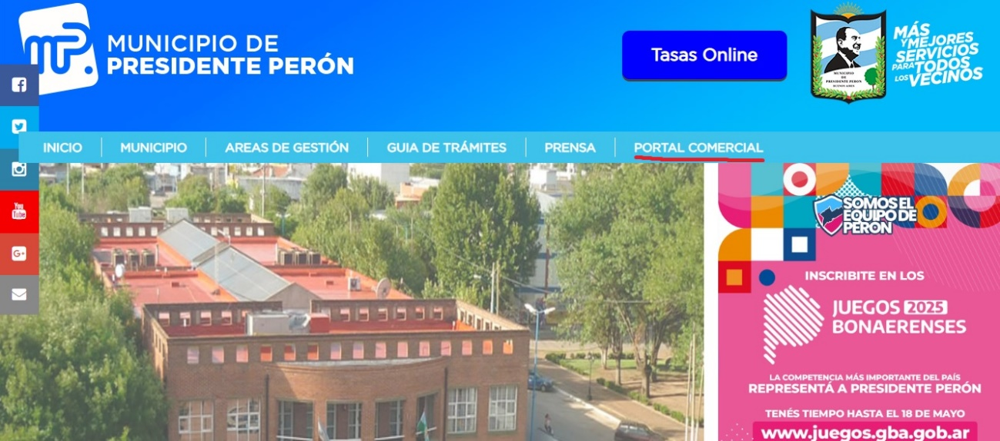 MUNICIPIO DE
PRESIDENTE PERÓN
Tasas Online
MUNICIPIO
DE
PRESIDENTE PERON
BUENOS AIRES
MÁS
Y MEJORES
SERVICIOS
PARA TODOS
LOS VECINOS
You
Tube
G+
INICIO
MUNICIPIO
AREAS DE GESTIÓN
GUIA DE TRÁMITES
PRENSA
PORTAL COMERCIAL
SOMOS EL
EQUIPO DE
PERÓN
INSCRIBITE EN LOS
JUEGOS 2025
BONAERENSES
LA COMPETENCIA MÁS IMPORTANTE DEL PAÍS
REPRESENTÁ A PRESIDENTE PERÓN
TENÉS TIEMPO HASTA EL 18 DE MAYO
www.juegos.gba.gob.ar